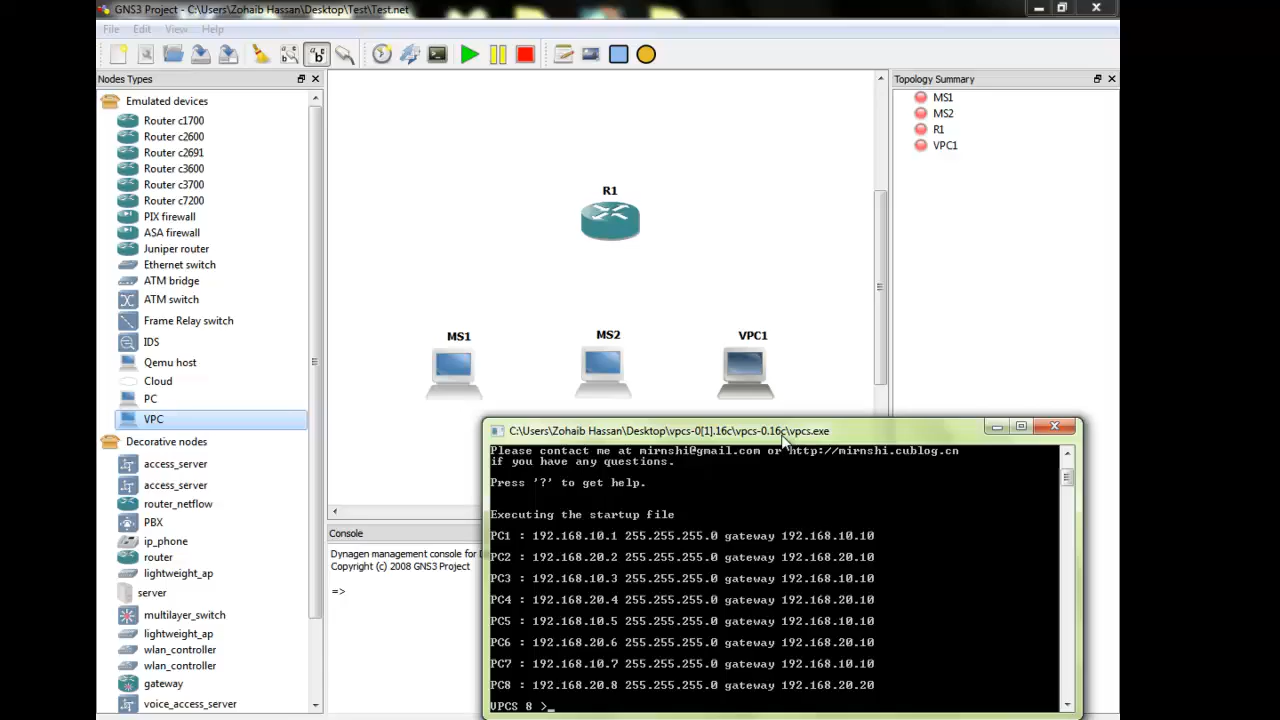 GNS3 Project - C:\Users\Zohaib Hassan\Desktop\Test\Test.net
File Edit View Help
Nodes Types
Emulated devices
Router c1700
Router c2600
Router c2691
Router c3600
Router c3700
Router c7200
PIX firewall
ASA firewall
Juniper router
Ethernet switch
ATM bridge
ATM switch
Frame Relay switch
IDS
Qemu host
Cloud
PC
VPC
Decorative nodes
access_server
access_server
router_netflow
PBX
ip_phone
router
lightweight_ap
server
multilayer_switch
lightweight_ap
wlan_controller
wlan_controller
gateway
voice_access_server
R1
MS1 MS2 VPC1
Topology Summary
MS1
MS2
R1
VPC1
Console
Dynagen management console for
Copyright (c) 2008 GNS3 Project
=>
C:\Users\Zohaib Hassan\Desktop\vpcs-0[1].16c\vpcs-0.16c\vpcs.exe
Please contact me at mirnshi@gmail.com or http://mirnshi.cublog.cn
if you have any questions.
Press '?' to get help.
Executing the startup file
PC1 : 192.168.10.1 255.255.255.0 gateway 192.168.10.10
PC2 : 192.168.20.2 255.255.255.0 gateway 192.168.20.10
PC3 : 192.168.10.3 255.255.255.0 gateway 192.168.10.10
PC4 : 192.168.20.4 255.255.255.0 gateway 192.168.20.10
PC5 : 192.168.10.5 255.255.255.0 gateway 192.168.10.10
PC6 : 192.168.20.6 255.255.255.0 gateway 192.168.20.10
PC7 : 192.168.10.7 255.255.255.0 gateway 192.168.10.10
PC8 : 192.168.20.8 255.255.255.0 gateway 192.168.20.20
VPCS 8 >_